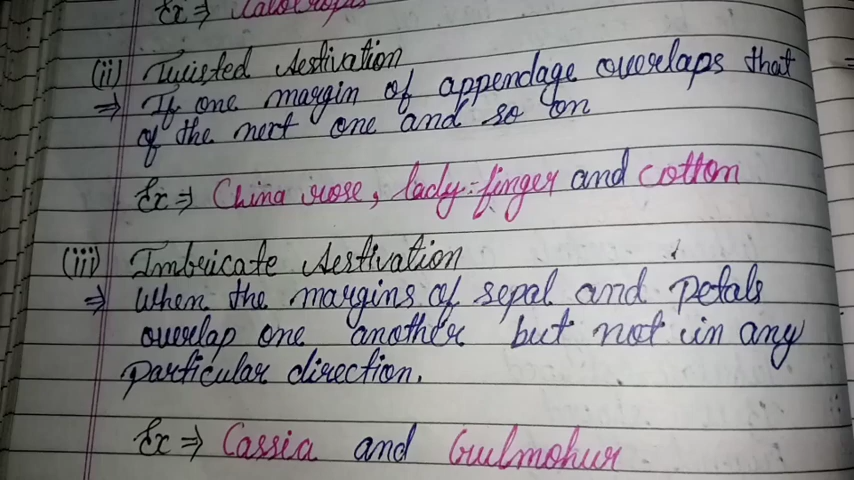 Ex ⇒ Calotropis
(ii) Twisted Aestivation
⇒ If one margin of appendage overlaps that
of the next one and so on
Ex ⇒ China rose, lady-finger and cotton
(iii) Imbricate Aestivation
⇒ When the margins of sepal and petals
overlap one another but not in any
particular direction.
Ex ⇒ Cassia and Gulmohur